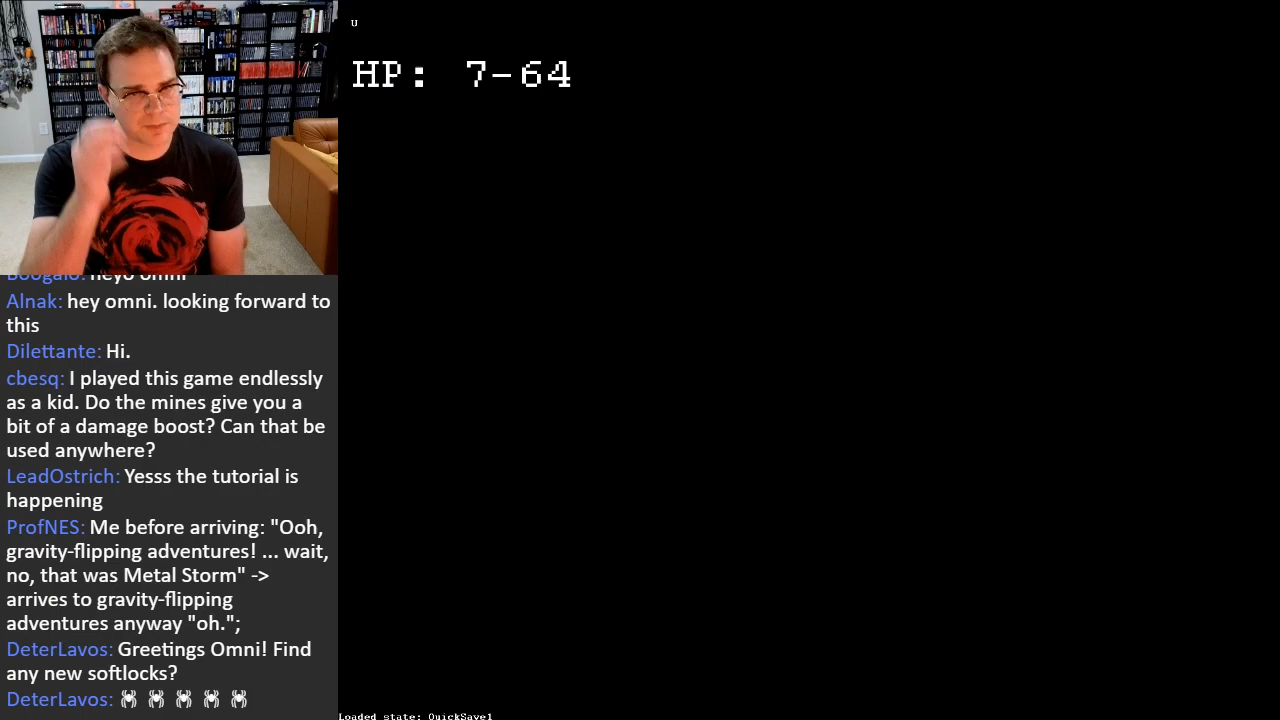 U
HP: 7-64
Boogalo: heyo omni
Alnak: hey omni. looking forward to
this
Dilettante: Hi.
cbesq: I played this game endlessly
as a kid. Do the mines give you a
bit of a damage boost? Can that be
used anywhere?
LeadOstrich: Yesss the tutorial is
happening
ProfNES: Me before arriving: "Ooh,
gravity-flipping adventures! ... wait,
no, that was Metal Storm" ->
arrives to gravity-flipping
adventures anyway "oh.";
DeterLavos: Greetings Omni! Find
any new softlocks?
DeterLavos: 🕷 🕷 🕷 🕷 🕷
Loaded state: QuickSave1